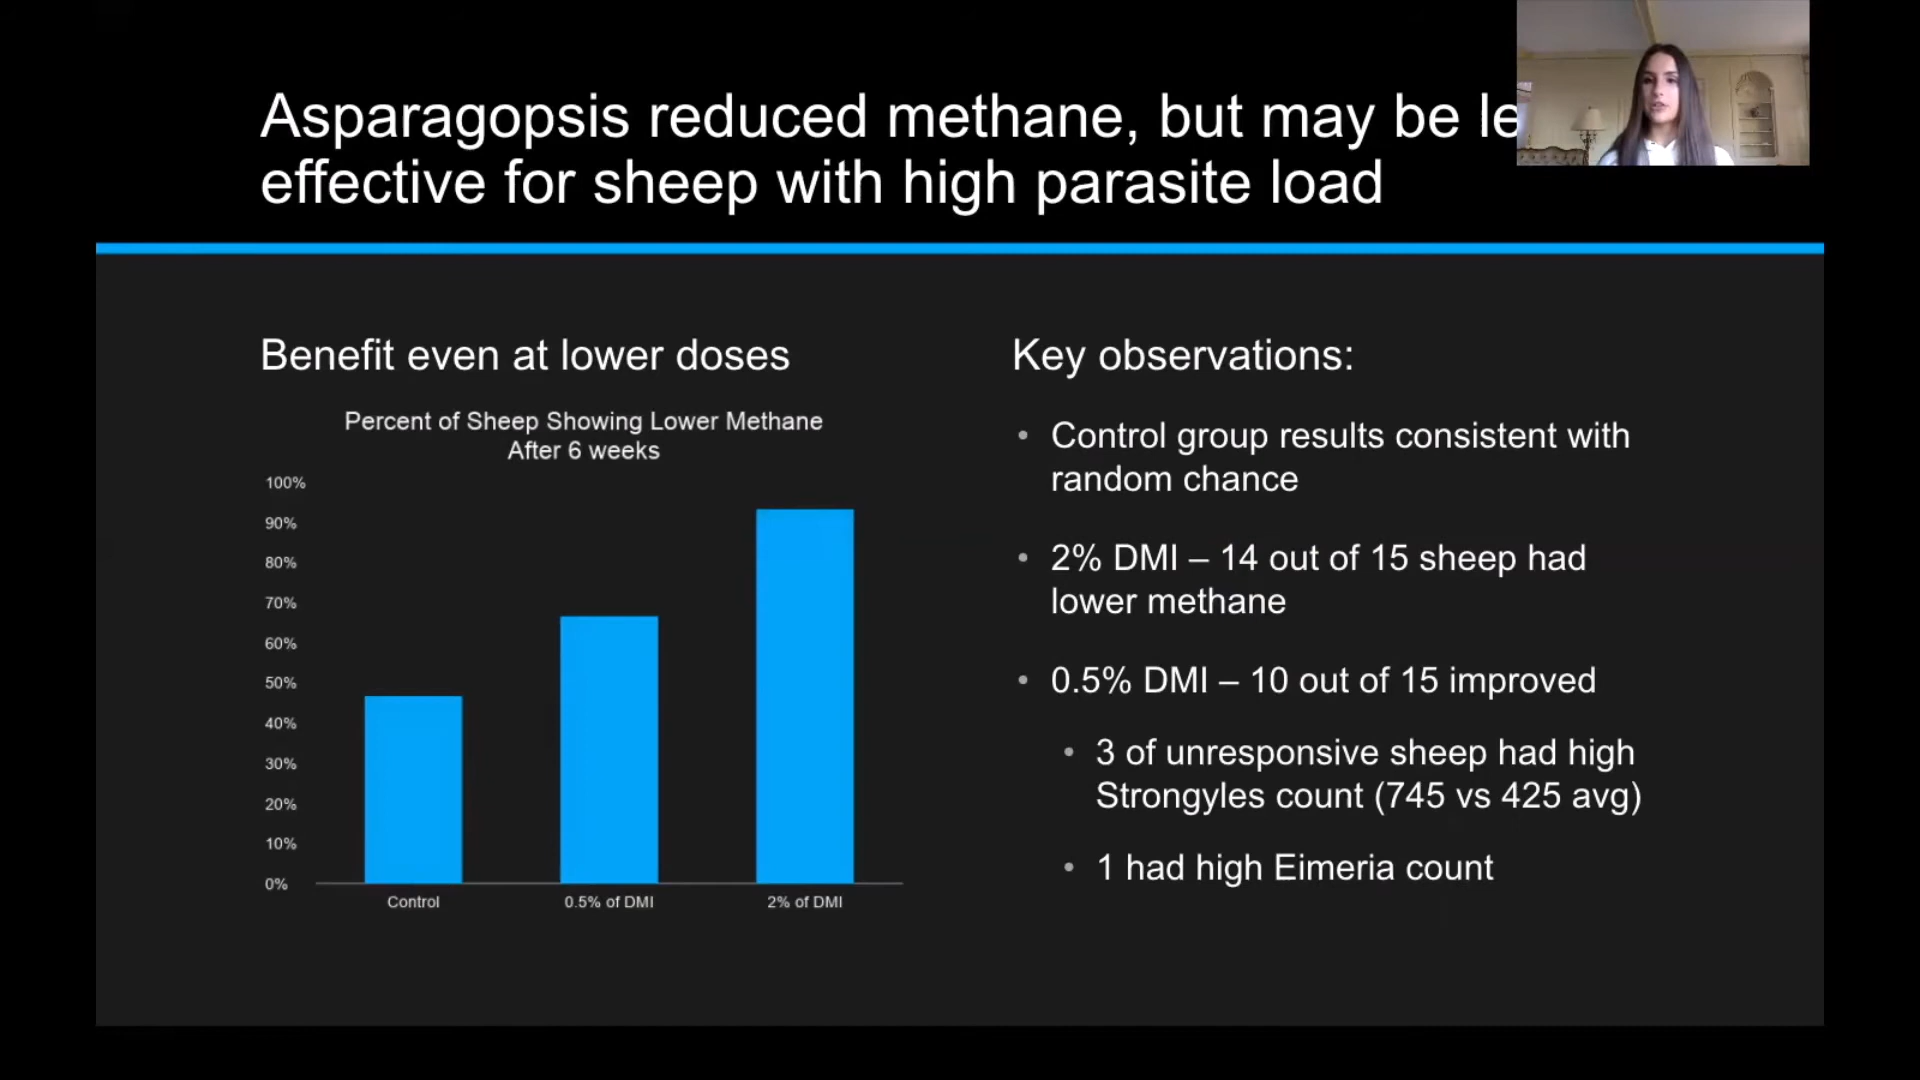 Asparagopsis reduced methane, but may be
effective for sheep with high parasite load
Benefit even at lower doses
Percent of Sheep Showing Lower Methane
After 6 weeks
100%
90%
80%
70%
60%
50%
40%
30%
20%
10%
0%
Control
0.5% of DMI
2% of DMI
Key observations:
• Control group results consistent with
random chance
• 2% DMI – 14 out of 15 sheep had
lower methane
• 0.5% DMI – 10 out of 15 improved
• 3 of unresponsive sheep had high
Strongyles count (745 vs 425 avg)
• 1 had high Eimeria count